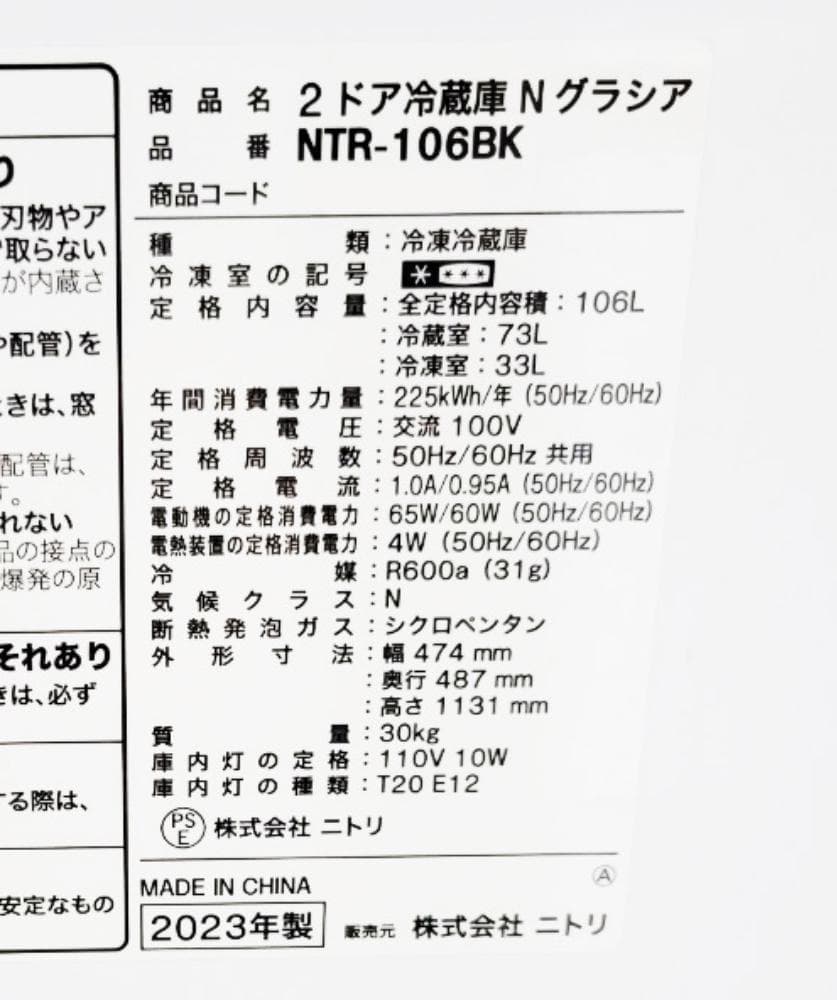 り
刃物やア
取らない
が内蔵さ
配管)を
きは、窓
配管は、
す。
れない
品の接点の
爆発の原
それあり
きは、必ず
する際は、
安定なもの
商品名 2ドア冷蔵庫 N グラシア
品番 NTR-106BK
商品コード
種類：冷凍冷蔵庫
冷凍室の記号
定格内容量：全定格内容積：106L
：冷蔵室：73L
：冷凍室：33L
年間消費電力量：225kWh/年 (50Hz/60Hz)
定格電圧：交流 100V
定格周波数：50Hz/60Hz 共用
定格電流：1.0A/0.95A (50Hz/60Hz)
電動機の定格消費電力：65W/60W (50Hz/60Hz)
電熱装置の定格消費電力：4W (50Hz/60Hz)
冷媒：R600a (31g)
気候クラス：N
断熱発泡ガス：シクロペンタン
外形寸法：幅 474 mm
：奥行 487 mm
：高さ 1131 mm
質量：30kg
庫内灯の定格：110V 10W
庫内灯の種類：T20 E12
PSE 株式会社 ニトリ
MADE IN CHINA Ⓐ
2023年製 販売元 株式会社 ニトリ